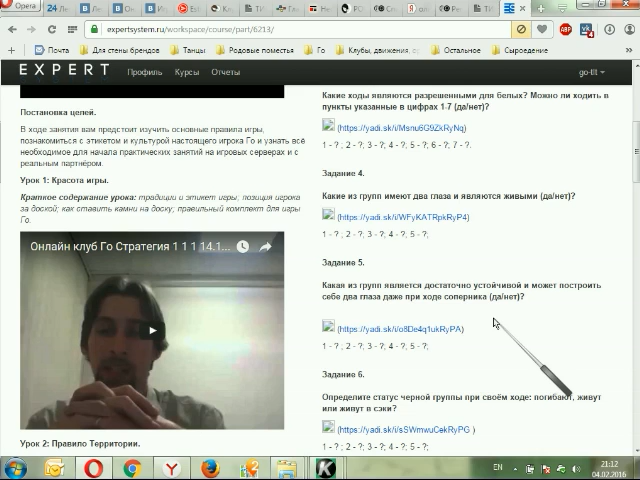 Opera
expertsystem.ru/workspace/course/part/6213/
Почта
Для стены брендов
Танцы
Родовые поместья
Го
Клубы, движения, ...
Остальное
Сыроедение
EXPERT
Профиль
Курсы
Отчеты
go-tlt
Постановка целей.
В ходе занятия вам предстоит изучить основные правила игры,
познакомиться с этикетом и культурой настоящего игрока Го и узнать всё
необходимое для начала практических занятий на игровых серверах и с
реальным партнёром.
Урок 1: Красота игры.
Краткое содержание урока: традиции и этикет игры; позиция игрока
за доской; как ставить камни на доску; правильный комплект для игры
Го.
Онлайн клуб Го Стратегия 1 1 1 14.1...
Урок 2: Правило Территории.
Какие ходы являются разрешенными для белых? Можно ли ходить в
пункты указанные в цифрах 1-7 (да/нет)?
(https://yadi.sk/i/Msnu6G9ZkRyNq)
1 - ? ; 2 - ?; 3 - ?; 4 - ?; 5 - ?; 6 - ?; 7 - ?.
Задание 4.
Какие из групп имеют два глаза и являются живыми (да/нет)?
(https://yadi.sk/i/WFyKATRpkRyP4)
1 - ? ; 2 - ?; 3 - ?; 4 - ?; 5 - ?;
Задание 5.
Какая из групп является достаточно устойчивой и может построить
себе два глаза даже при ходе соперника (да/нет)?
(https://yadi.sk/i/o8De4q1ukRyPA)
1 - ? ; 2 - ?; 3 - ?; 4 - ?; 5 - ?;
Задание 6.
Определите статус черной группы при своём ходе: погибают, живут
или живут в сэки?
(https://yadi.sk/i/sSWmwuCekRyPG )
1 - ? ; 2 - ?; 3 - ?; 4 - ?; 5 - ?;
EN
21:12
04.02.2016